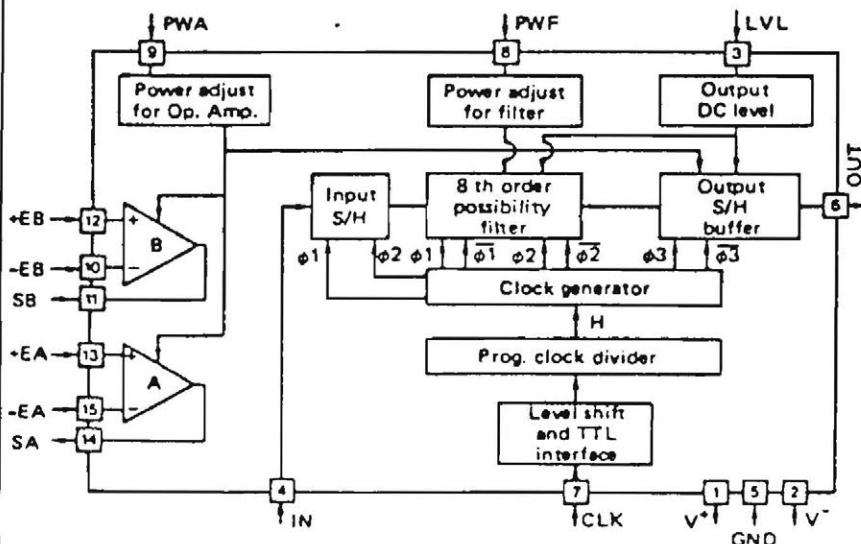 PWA
PWF
LVL
9
8
3
Power adjust
for Op. Amp.
Power adjust
for filter
Output
DC level
OUT
Input
S/H
8 th order
possibility
filter
Output
S/H
buffer
6
+EB
12
+
B
-EB
10
−
SB
11
ϕ1
ϕ2
ϕ1
ϕ1̅
ϕ2
ϕ2̅
ϕ3
ϕ3̅
Clock generator
H
+EA
13
+
A
-EA
15
−
SA
14
Prog. clock divider
Level shift
and TTL
interface
4
7
1
5
2
IN
CLK
V+
GND
V-